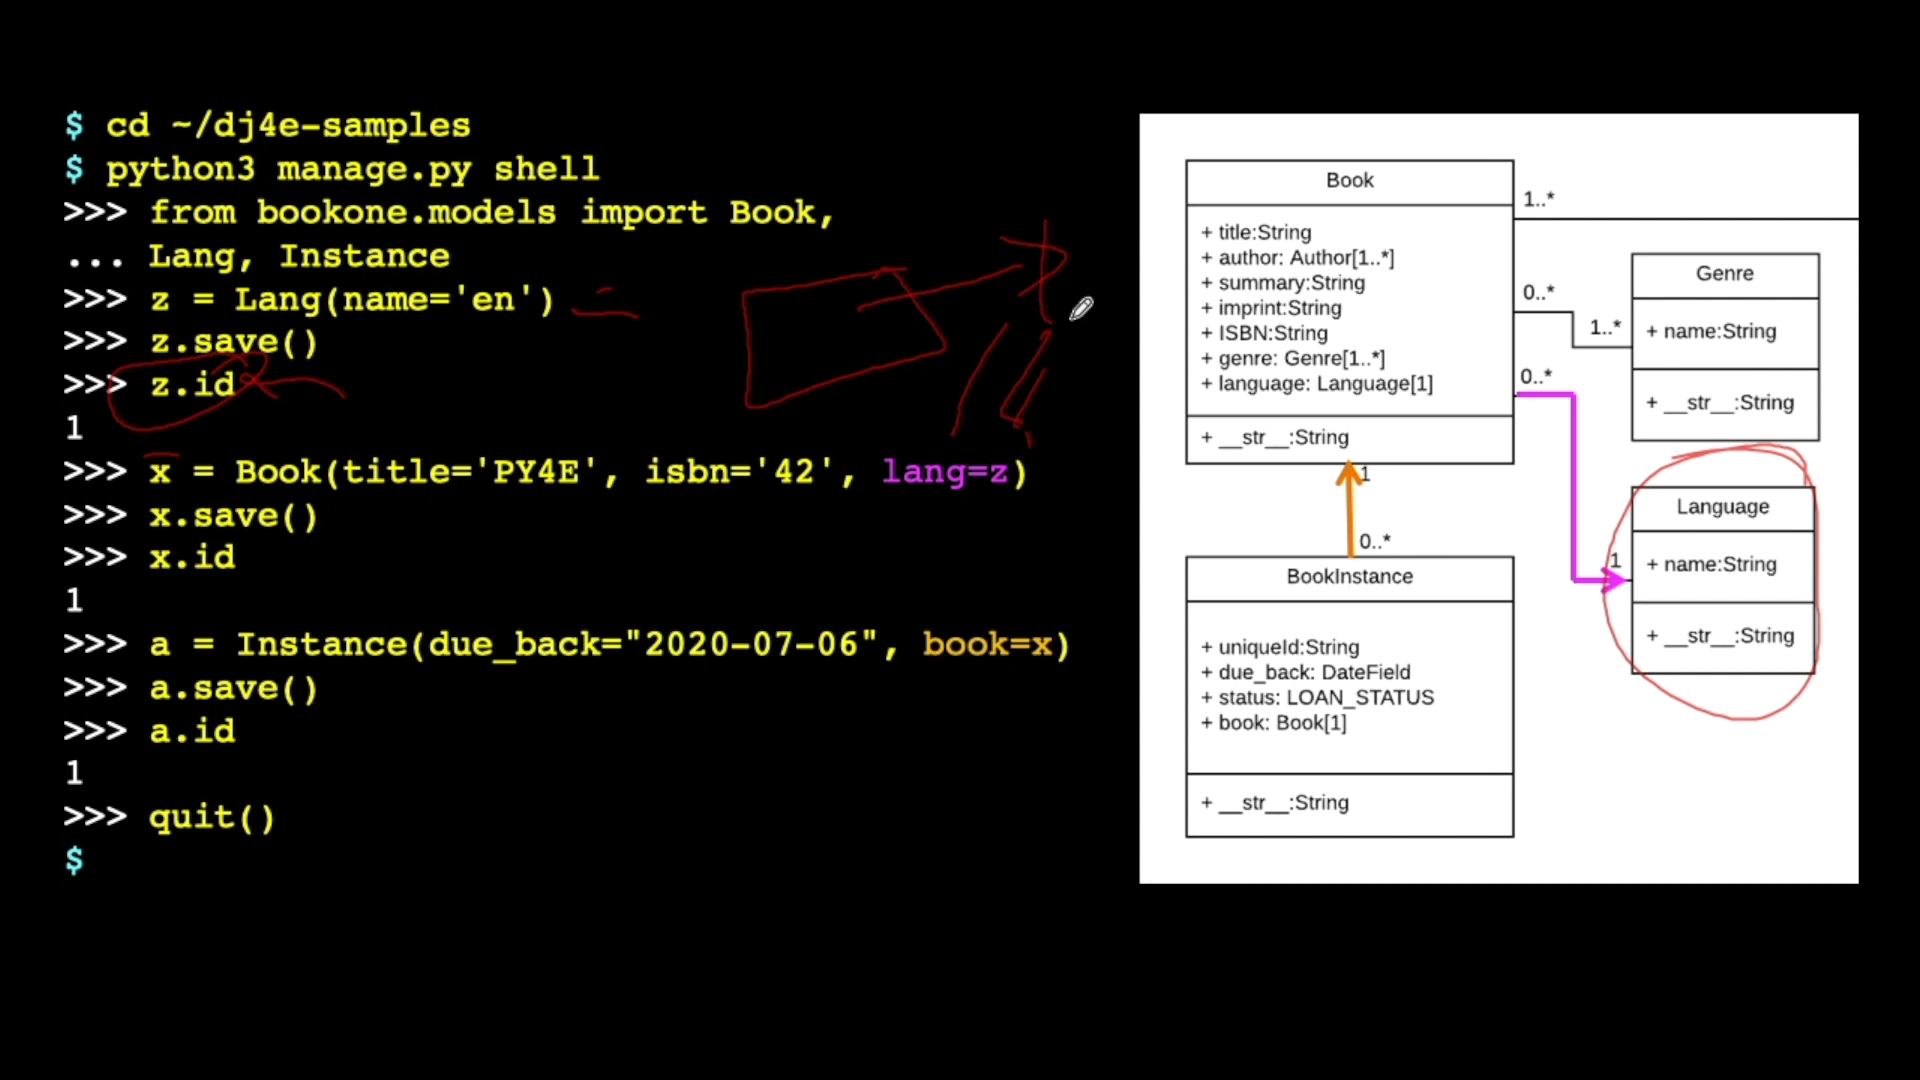 $ cd ~/dj4e-samples
$ python3 manage.py shell
>>> from bookone.models import Book,
... Lang, Instance
>>> z = Lang(name='en')
>>> z.save()
>>> z.id
1
>>> x = Book(title='PY4E', isbn='42', lang=z)
>>> x.save()
>>> x.id
1
>>> a = Instance(due_back="2020-07-06", book=x)
>>> a.save()
>>> a.id
1
>>> quit()
$
Book
+ title:String
+ author: Author[1..*]
+ summary:String
+ imprint:String
+ ISBN:String
+ genre: Genre[1..*]
+ language: Language[1]
+ __str__:String
1..*
0..*
1..*
0..*
Genre
+ name:String
+ __str__:String
1
0..*
1
Language
+ name:String
+ __str__:String
BookInstance
+ uniqueId:String
+ due_back: DateField
+ status: LOAN_STATUS
+ book: Book[1]
+ __str__:String